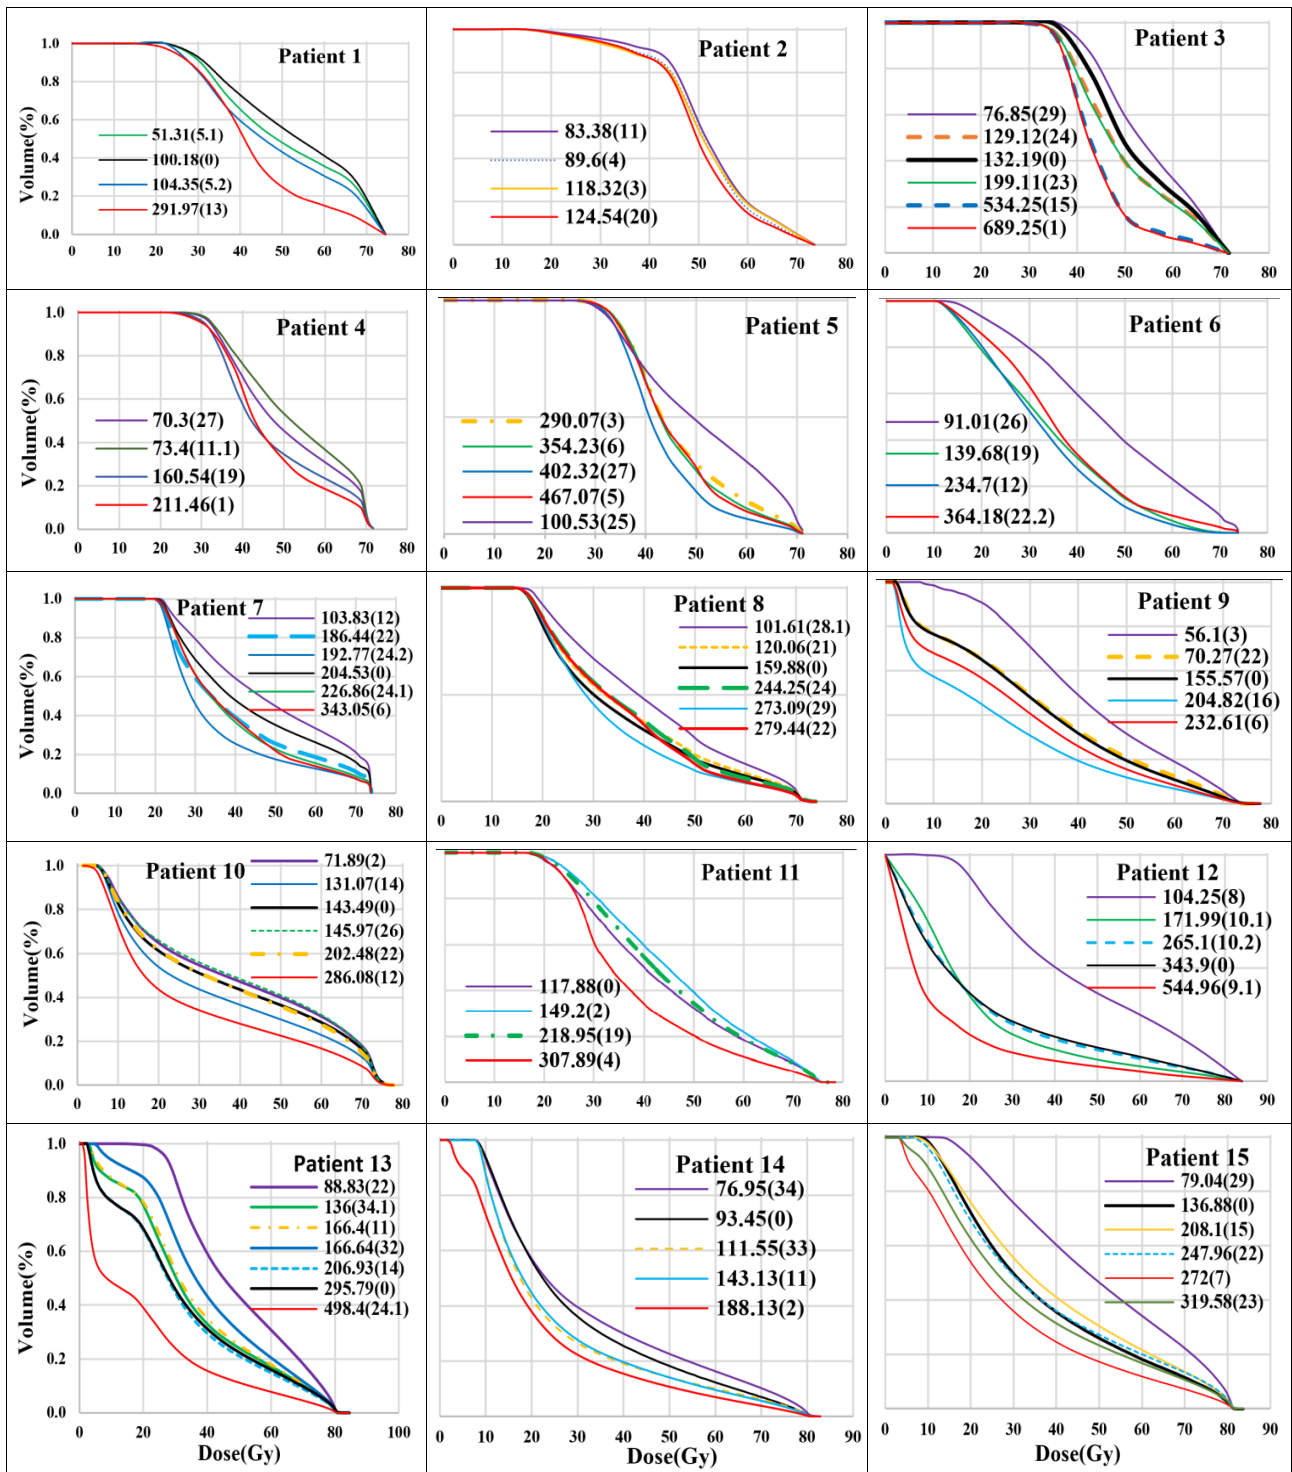 Patient 1
1.0
0.8
0.6
0.4
0.2
0.0
Volume(%)
51.31(5.1)
100.18(0)
104.35(5.2)
291.97(13)
0 10 20 30 40 50 60 70 80
Patient 2
83.38(11)
89.6(4)
118.32(3)
124.54(20)
0 10 20 30 40 50 60 70 80
Patient 3
76.85(29)
129.12(24)
132.19(0)
199.11(23)
534.25(15)
689.25(1)
0 10 20 30 40 50 60 70 80
Patient 4
1.0
0.8
0.6
0.4
0.2
0.0
Volume(%)
70.3(27)
73.4(11.1)
160.54(19)
211.46(1)
0 10 20 30 40 50 60 70 80
Patient 5
290.07(3)
354.23(6)
402.32(27)
467.07(5)
100.53(25)
0 10 20 30 40 50 60 70 80
Patient 6
91.01(26)
139.68(19)
234.7(12)
364.18(22.2)
0 10 20 30 40 50 60 70 80
Patient 7
1.0
0.8
0.6
0.4
0.2
0.0
Volume(%)
103.83(12)
186.44(22)
192.77(24.2)
204.53(0)
226.86(24.1)
343.05(6)
0 10 20 30 40 50 60 70 80
Patient 8
101.61(28.1)
120.06(21)
159.88(0)
244.25(24)
273.09(29)
279.44(22)
0 10 20 30 40 50 60 70 80
Patient 9
56.1(3)
70.27(22)
155.57(0)
204.82(16)
232.61(6)
0 10 20 30 40 50 60 70 80
Patient 10
1.0
0.8
0.6
0.4
0.2
0.0
Volume(%)
71.89(2)
131.07(14)
143.49(0)
145.97(26)
202.48(22)
286.08(12)
0 10 20 30 40 50 60 70 80
Patient 11
117.88(0)
149.2(2)
218.95(19)
307.89(4)
0 10 20 30 40 50 60 70 80
Patient 12
104.25(8)
171.99(10.1)
265.1(10.2)
343.9(0)
544.96(9.1)
0 10 20 30 40 50 60 70 80 90
Patient 13
1.0
0.8
0.6
0.4
0.2
0.0
Volume(%)
88.83(22)
136(34.1)
166.4(11)
166.64(32)
206.93(14)
295.79(0)
498.4(24.1)
0 20 40 60 80 100
Dose(Gy)
Patient 14
76.95(34)
93.45(0)
111.55(33)
143.13(11)
188.13(2)
0 10 20 30 40 50 60 70 80 90
Dose(Gy)
Patient 15
79.04(29)
136.88(0)
208.1(15)
247.96(22)
272(7)
319.58(23)
0 10 20 30 40 50 60 70 80 90
Dose(Gy)